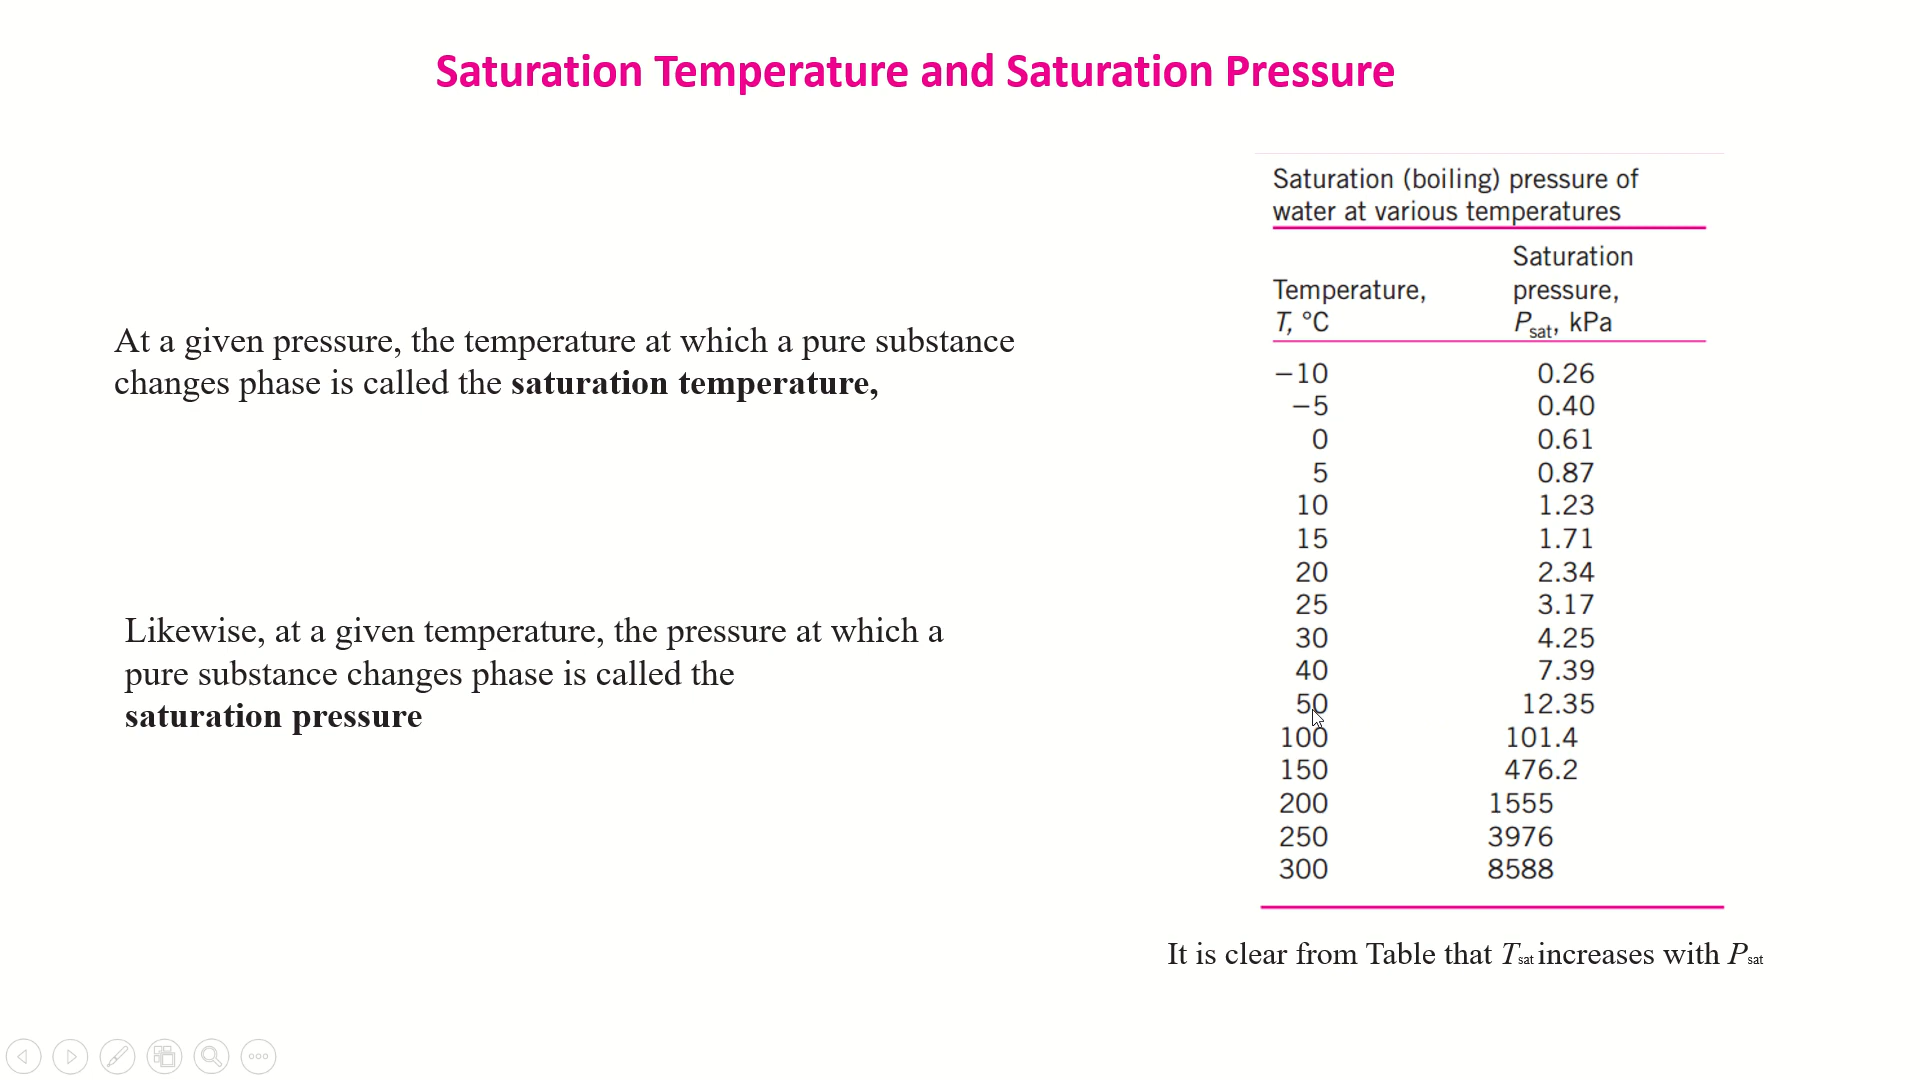 Saturation Temperature and Saturation Pressure
At a given pressure, the temperature at which a pure substance
changes phase is called the saturation temperature,
Likewise, at a given temperature, the pressure at which a
pure substance changes phase is called the
saturation pressure
Saturation (boiling) pressure of
water at various temperatures
Saturation
Temperature, pressure,
T, °C Psat, kPa
−10 0.26
−5 0.40
0 0.61
5 0.87
10 1.23
15 1.71
20 2.34
25 3.17
30 4.25
40 7.39
50 12.35
100 101.4
150 476.2
200 1555
250 3976
300 8588
It is clear from Table that Tsat increases with Psat